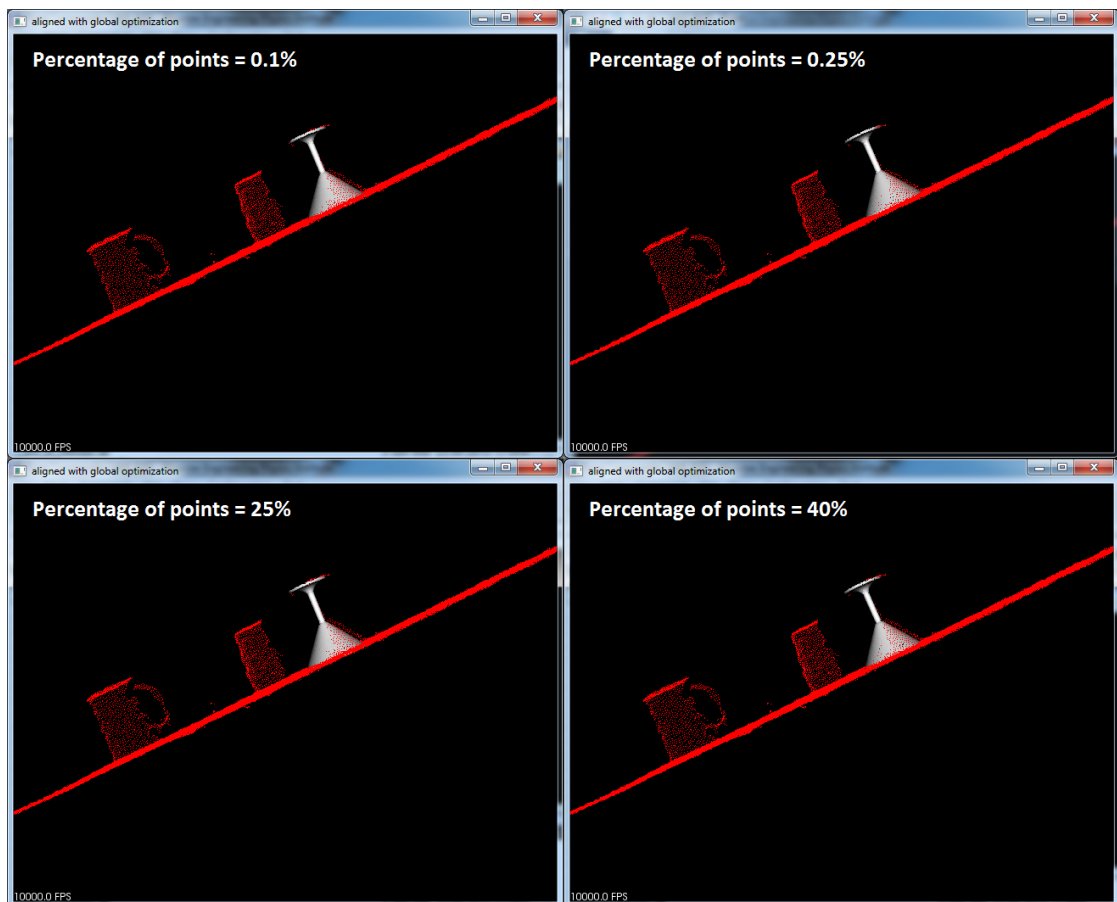 aligned with global optimization
Percentage of points = 0.1%
10000.0 FPS
aligned with global optimization
Percentage of points = 0.25%
10000.0 FPS
aligned with global optimization
Percentage of points = 25%
10000.0 FPS
aligned with global optimization
Percentage of points = 40%
10000.0 FPS